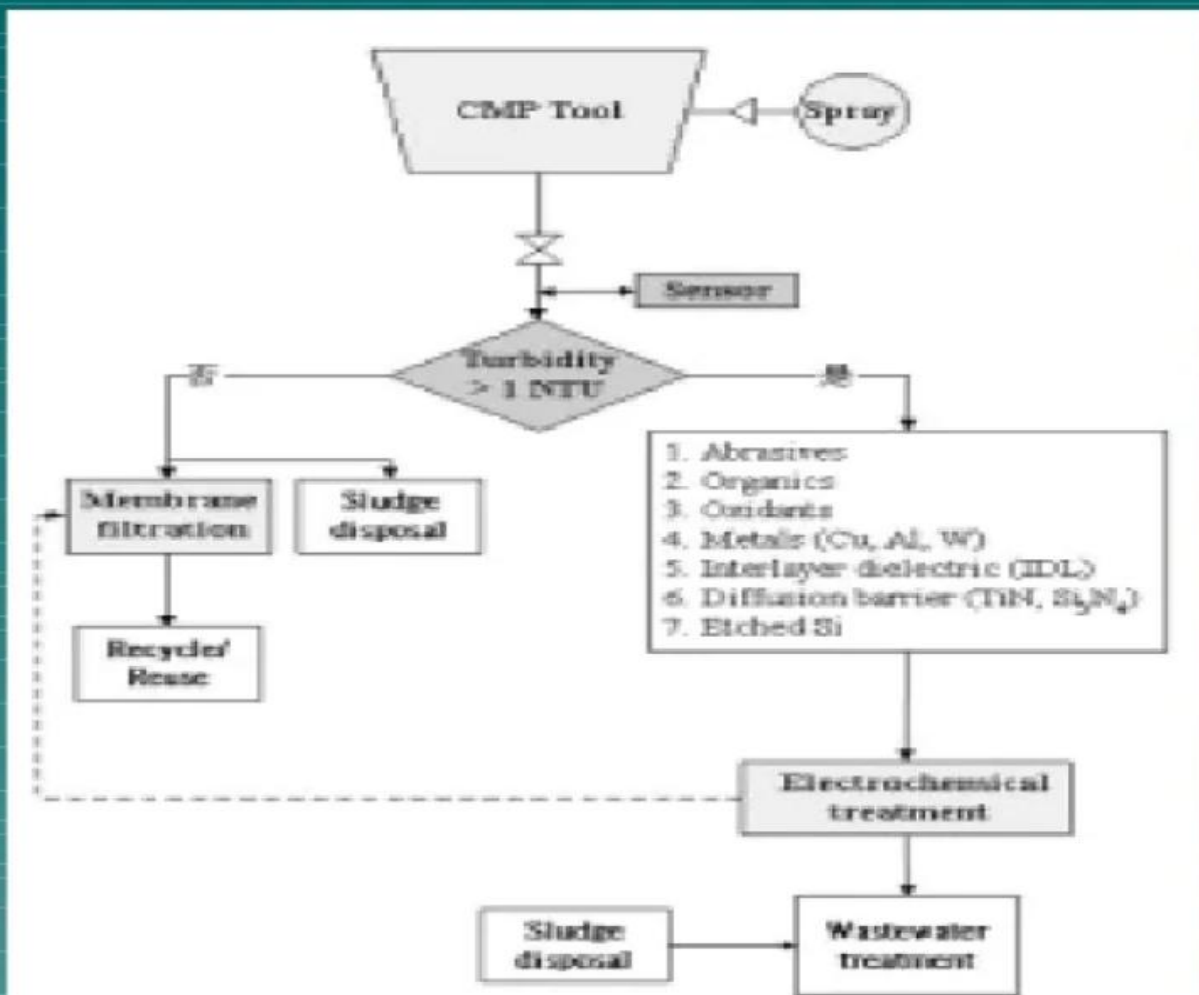 CMP Tool
Spray
Sensor
Turbidity
> 1 NTU
否
是
1. Abrasives
2. Organics
3. Oxidants
4. Metals (Cu, Al, W)
5. Interlayer dielectric (IDL)
6. Diffusion barrier (TiN, Si₃N₄)
7. Etched Si
Membrane
filtration
Sludge
disposal
Recycle/
Reuse
Electrochemical
treatment
Sludge
disposal
Wastewater
treatment